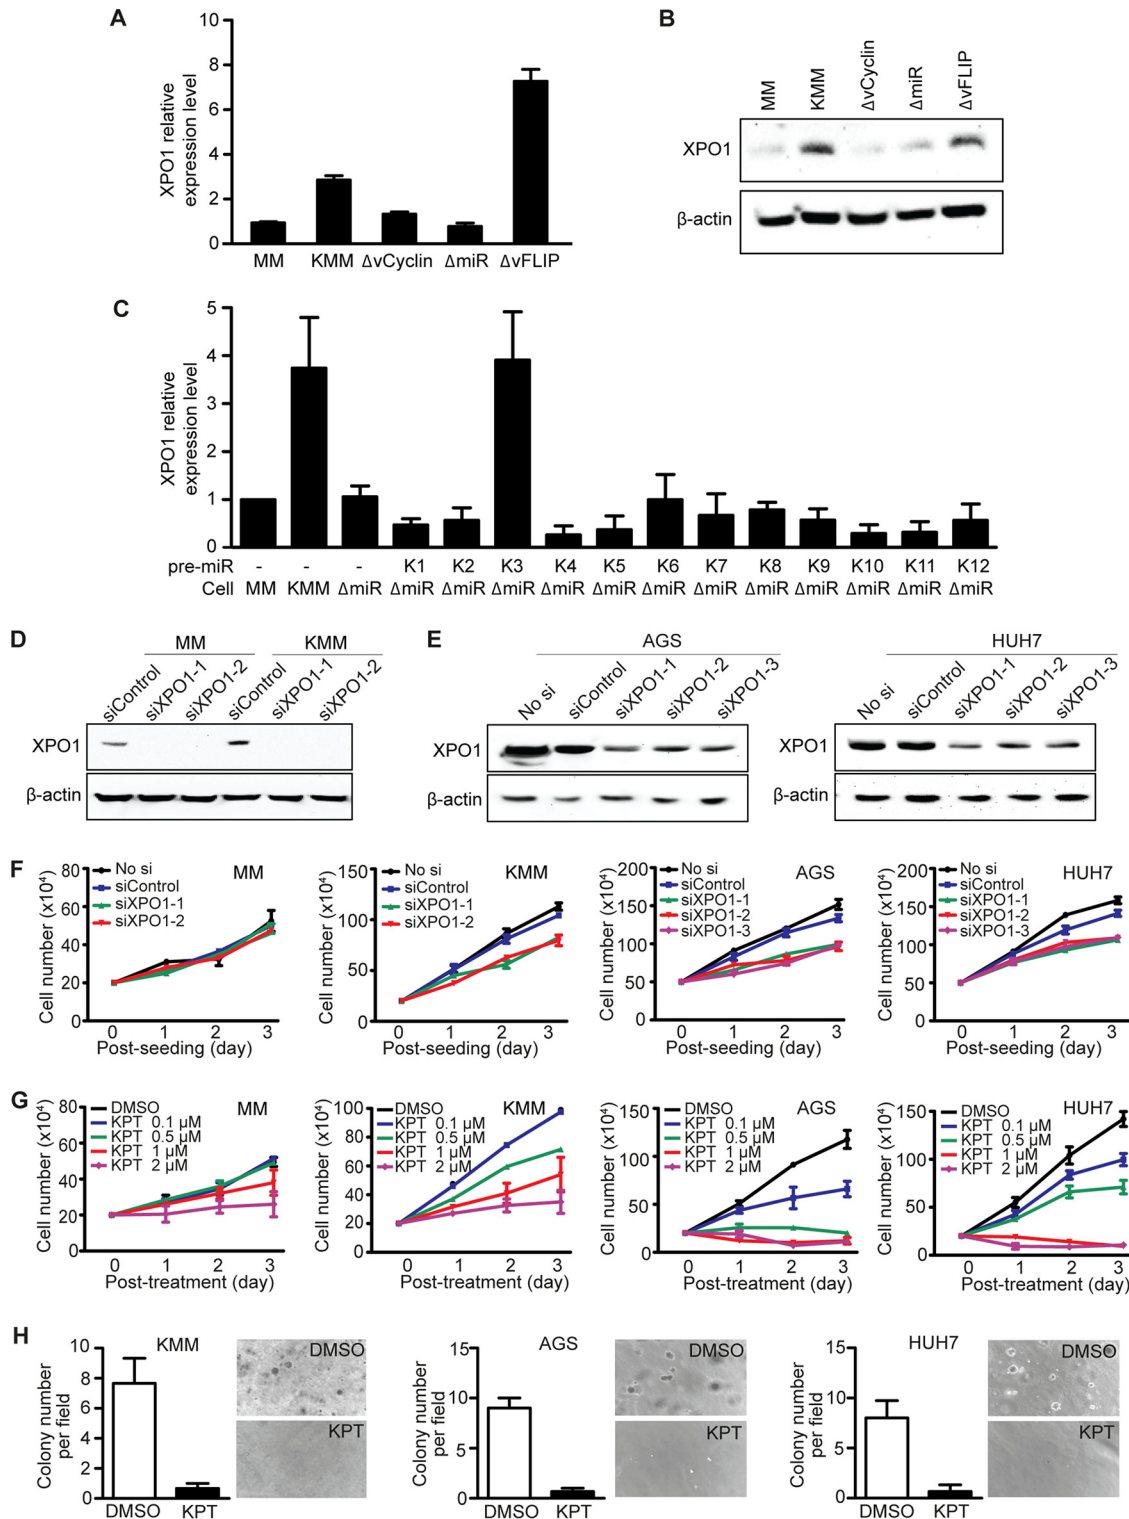 A
XPO1 relative
expression level
10
8
6
4
2
0
MM KMM ΔvCyclin ΔmiR ΔvFLIP
B
MM KMM ΔvCyclin ΔmiR ΔvFLIP
XPO1
β-actin
C
XPO1 relative
expression level
5
4
3
2
1
0
pre-miR - - - K1 K2 K3 K4 K5 K6 K7 K8 K9 K10 K11 K12
Cell MM KMM ΔmiR ΔmiR ΔmiR ΔmiR ΔmiR ΔmiR ΔmiR ΔmiR ΔmiR ΔmiR ΔmiR ΔmiR ΔmiR
D
MM KMM
siControl siXPO1-1 siXPO1-2 siControl siXPO1-1 siXPO1-2
XPO1
β-actin
E
AGS
No si siControl siXPO1-1 siXPO1-2 siXPO1-3
XPO1
β-actin
HUH7
No si siControl siXPO1-1 siXPO1-2 siXPO1-3
XPO1
β-actin
F
Cell number (x10⁴)
80
60
40
20
0
No si
siControl
siXPO1-1
siXPO1-2
MM
0 1 2 3
Post-seeding (day)
Cell number (x10⁴)
150
100
50
0
No si
siControl
siXPO1-1
siXPO1-2
KMM
0 1 2 3
Post-seeding (day)
Cell number (x10⁴)
200
150
100
50
0
No si
siControl
siXPO1-1
siXPO1-2
siXPO1-3
AGS
0 1 2 3
Post-seeding (day)
Cell number (x10⁴)
200
150
100
50
0
No si
siControl
siXPO1-1
siXPO1-2
siXPO1-3
HUH7
0 1 2 3
Post-seeding (day)
G
Cell number (x10⁴)
80
60
40
20
0
DMSO
KPT 0.1 µM
KPT 0.5 µM
KPT 1 µM
KPT 2 µM
MM
0 1 2 3
Post-treatment (day)
Cell number (x10⁴)
100
80
60
40
20
0
DMSO
KPT 0.1 µM
KPT 0.5 µM
KPT 1 µM
KPT 2 µM
KMM
0 1 2 3
Post-treatment (day)
Cell number (x10⁴)
150
100
50
0
DMSO
KPT 0.1 µM
KPT 0.5 µM
KPT 1 µM
KPT 2 µM
AGS
0 1 2 3
Post-treatment (day)
Cell number (x10⁴)
150
100
50
0
DMSO
KPT 0.1 µM
KPT 0.5 µM
KPT 1 µM
KPT 2 µM
HUH7
0 1 2 3
Post-treatment (day)
H
Colony number
per field
10
8
6
4
2
0
KMM
DMSO KPT
DMSO
KPT
Colony number
per field
15
10
5
0
AGS
DMSO KPT
DMSO
KPT
Colony number
per field
15
10
5
0
HUH7
DMSO KPT
DMSO
KPT